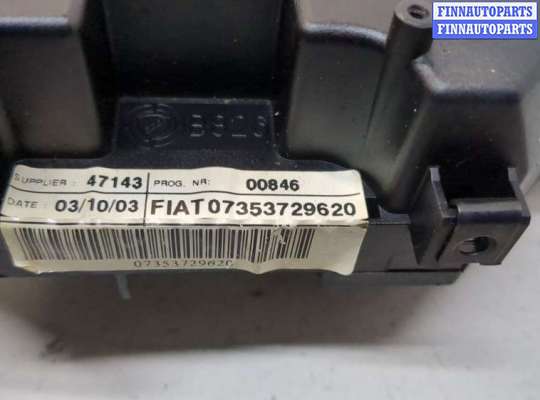 FINNAUTOPARTS
FINNAUTOPARTS
SUPPLIER: 47143 PROG. NR: 00846
DATE: 03/10/03 FIAT 07353729620
07353729620